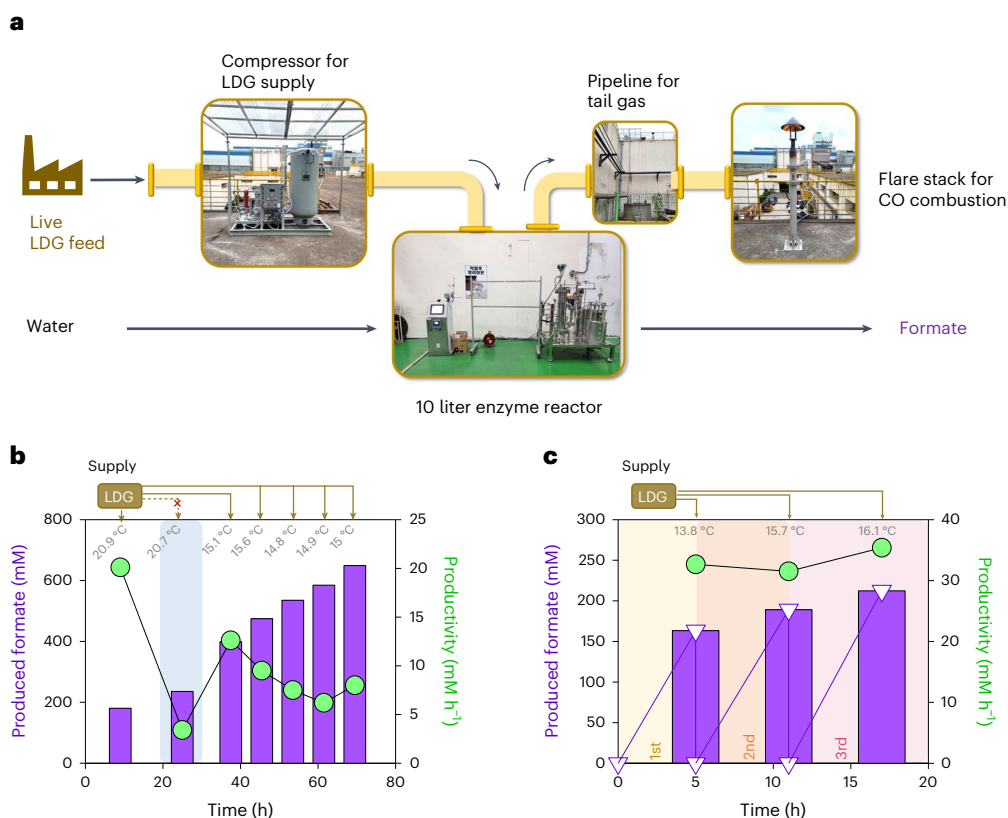 a
Compressor for
LDG supply
Pipeline for
tail gas
Live
LDG feed
Flare stack for
CO combustion
Water
Formate
10 liter enzyme reactor
b
Supply
LDG
×
20.9 °C
20.7 °C
15.1 °C
15.6 °C
14.8 °C
14.9 °C
15 °C
Produced formate (mM)
800
600
400
200
0
25
20
15
10
5
0
Productivity (mM h⁻¹)
0
20
40
60
80
Time (h)
c
Supply
LDG
13.8 °C
15.7 °C
16.1 °C
Produced formate (mM)
300
250
200
150
100
50
0
1st
2nd
3rd
40
30
20
10
0
Productivity (mM h⁻¹)
0
5
10
15
20
Time (h)